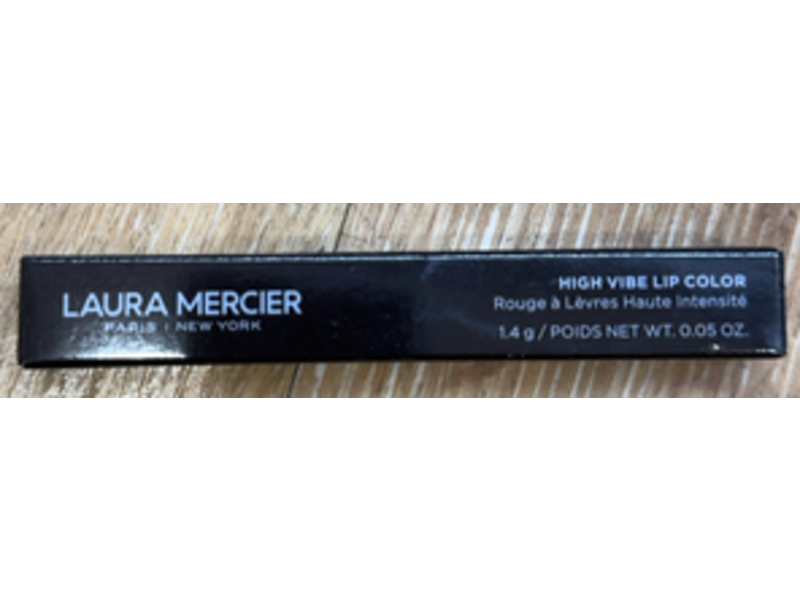 LAURA MERCIER
PARIS | NEW YORK
HIGH VIBE LIP COLOR
Rouge à Lèvres Haute Intensité
1.4 g / POIDS NET WT. 0.05 OZ.